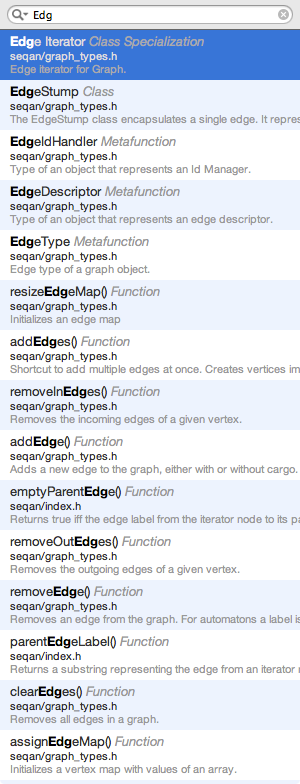 Edg
Edge Iterator Class Specialization
seqan/graph_types.h
Edge iterator for Graph.
EdgeStump Class
seqan/graph_types.h
The EdgeStump class encapsulates a single edge. It repres
EdgeIdHandler Metafunction
seqan/graph_types.h
Type of an object that represents an Id Manager.
EdgeDescriptor Metafunction
seqan/graph_types.h
Type of an object that represents an edge descriptor.
EdgeType Metafunction
seqan/graph_types.h
Edge type of a graph object.
resizeEdgeMap() Function
seqan/graph_types.h
Initializes an edge map
addEdges() Function
seqan/graph_types.h
Shortcut to add multiple edges at once. Creates vertices im
removeInEdges() Function
seqan/graph_types.h
Removes the incoming edges of a given vertex.
addEdge() Function
seqan/graph_types.h
Adds a new edge to the graph, either with or without cargo.
emptyParentEdge() Function
seqan/index.h
Returns true iff the edge label from the iterator node to its pa
removeOutEdges() Function
seqan/graph_types.h
Removes the outgoing edges of a given vertex.
removeEdge() Function
seqan/graph_types.h
Removes an edge from the graph. For automatons a label is
parentEdgeLabel() Function
seqan/index.h
Returns a substring representing the edge from an iterator
clearEdges() Function
seqan/graph_types.h
Removes all edges in a graph.
assignEdgeMap() Function
seqan/graph_types.h
Initializes a vertex map with values of an array.